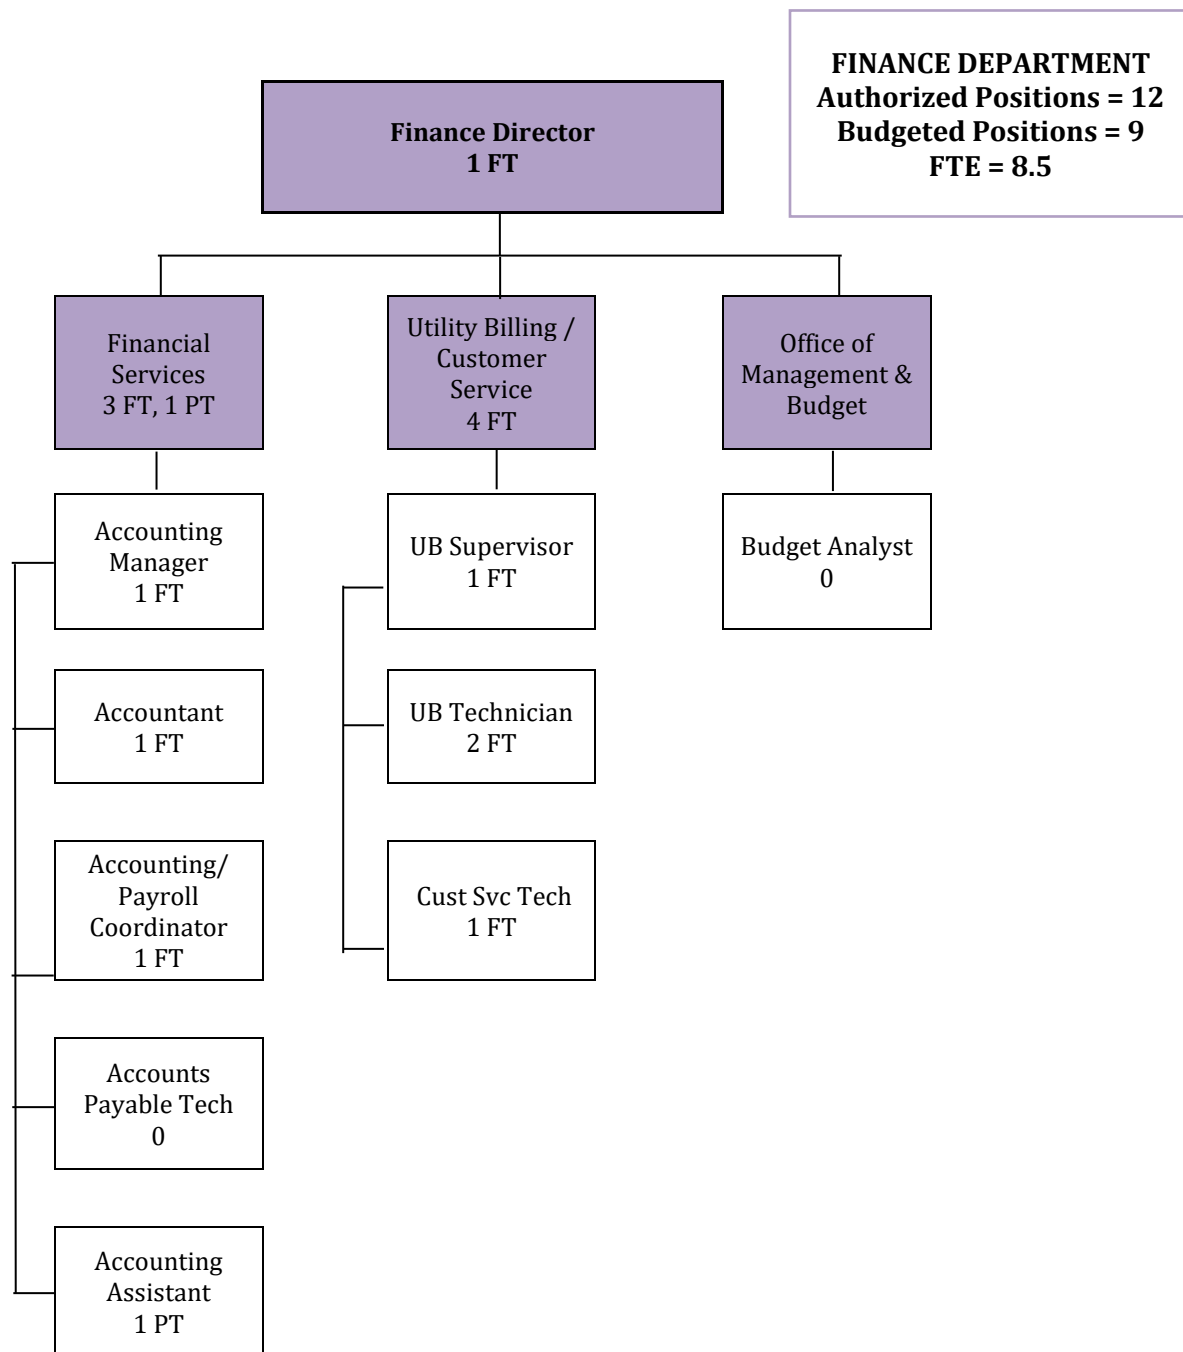 FINANCE DEPARTMENT
Authorized Positions = 12
Budgeted Positions = 9
FTE = 8.5
Finance Director
1 FT
Financial
Services
3 FT, 1 PT
Utility Billing /
Customer
Service
4 FT
Office of
Management &
Budget
Accounting
Manager
1 FT
UB Supervisor
1 FT
Budget Analyst
0
Accountant
1 FT
UB Technician
2 FT
Accounting/
Payroll
Coordinator
1 FT
Cust Svc Tech
1 FT
Accounts
Payable Tech
0
Accounting
Assistant
1 PT